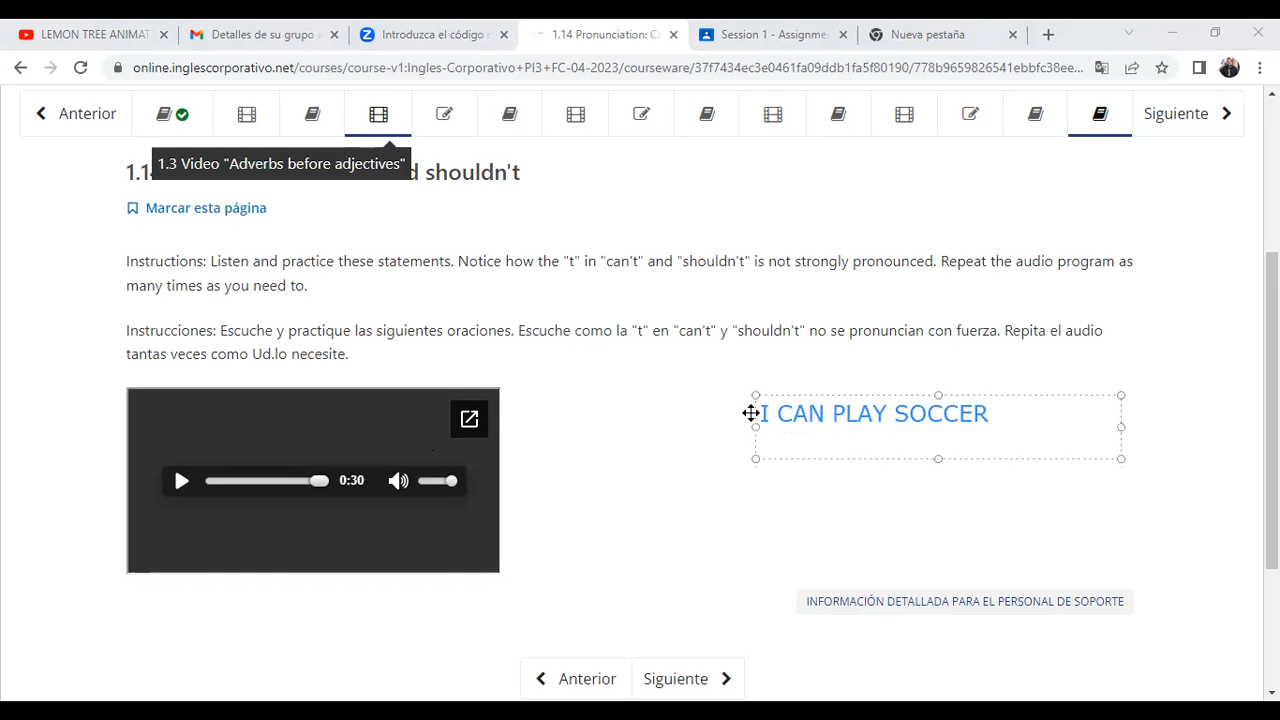 LEMON TREE ANIMAT
Detalles de su grupo a
Introduzca el código
1.14 Pronunciation: Ca
Session 1 - Assignme
Nueva pestaña
online.inglescorporativo.net/courses/course-v1:Ingles-Corporativo+PI3+FC-04-2023/courseware/37f7434ec3e0461fa09ddb1fa5f80190/778b9659826541ebbfc38ee...
Anterior
Siguiente
1.3 Video "Adverbs before adjectives"
1.1 d shouldn't
Marcar esta página
Instructions: Listen and practice these statements. Notice how the "t" in "can't" and "shouldn't" is not strongly pronounced. Repeat the audio program as
many times as you need to.
Instrucciones: Escuche y practique las siguientes oraciones. Escuche como la "t" en "can't" y "shouldn't" no se pronuncian con fuerza. Repita el audio
tantas veces como Ud.lo necesite.
I CAN PLAY SOCCER
0:30
INFORMACIÓN DETALLADA PARA EL PERSONAL DE SOPORTE
Anterior
Siguiente